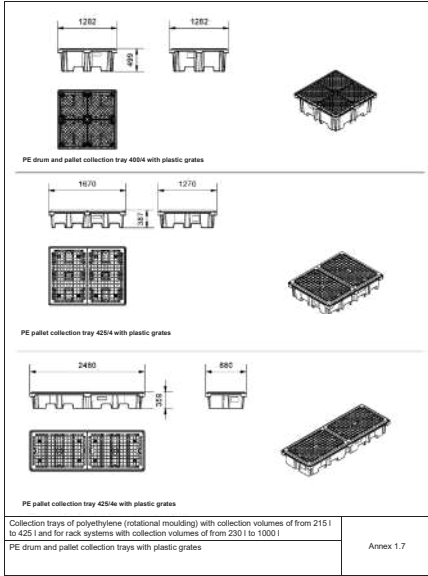 1282
1282
499
PE drum and pallet collection tray 400/4 with plastic grates
1670
1270
387
PE pallet collection tray 425/4 with plastic grates
2480
880
359
PE pallet collection tray 425/4e with plastic grates
Collection trays of polyethylene (rotational moulding) with collection volumes of from 215 l
to 425 l and for rack systems with collection volumes of from 230 l to 1000 l
PE drum and pallet collection trays with plastic grates
Annex 1.7